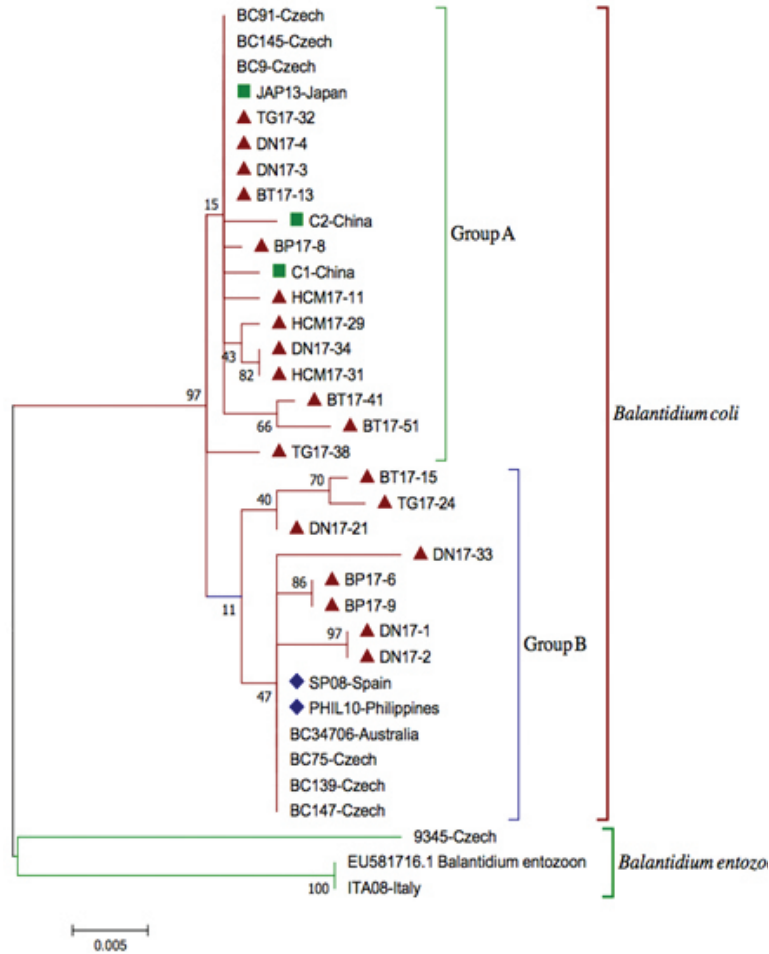 BC91-Czech
BC145-Czech
BC9-Czech
JAP13-Japan
TG17-32
DN17-4
DN17-3
BT17-13
15
C2-China
Group A
BP17-8
C1-China
HCM17-11
HCM17-29
43
DN17-34
82
HCM17-31
97
BT17-41
Balantidium coli
66
BT17-51
TG17-38
70
BT17-15
40
TG17-24
DN17-21
DN17-33
86
BP17-6
11
BP17-9
97
DN17-1
Group B
DN17-2
47
SP08-Spain
PHIL10-Philippines
BC34706-Australia
BC75-Czech
BC139-Czech
BC147-Czech
9345-Czech
EU581716.1 Balantidium entozoon
Balantidium entozo
100
ITA08-Italy
0.005